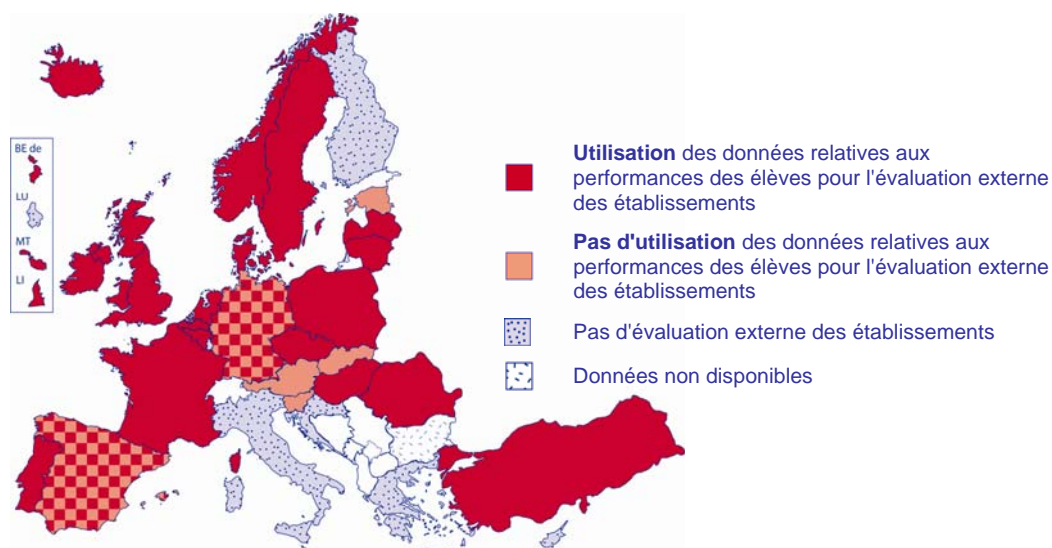 BE de
LU
MT
LI
Utilisation des données relatives aux
performances des élèves pour l'évaluation externe
des établissements
Pas d'utilisation des données relatives aux
performances des élèves pour l'évaluation externe
des établissements
Pas d'évaluation externe des établissements
Données non disponibles